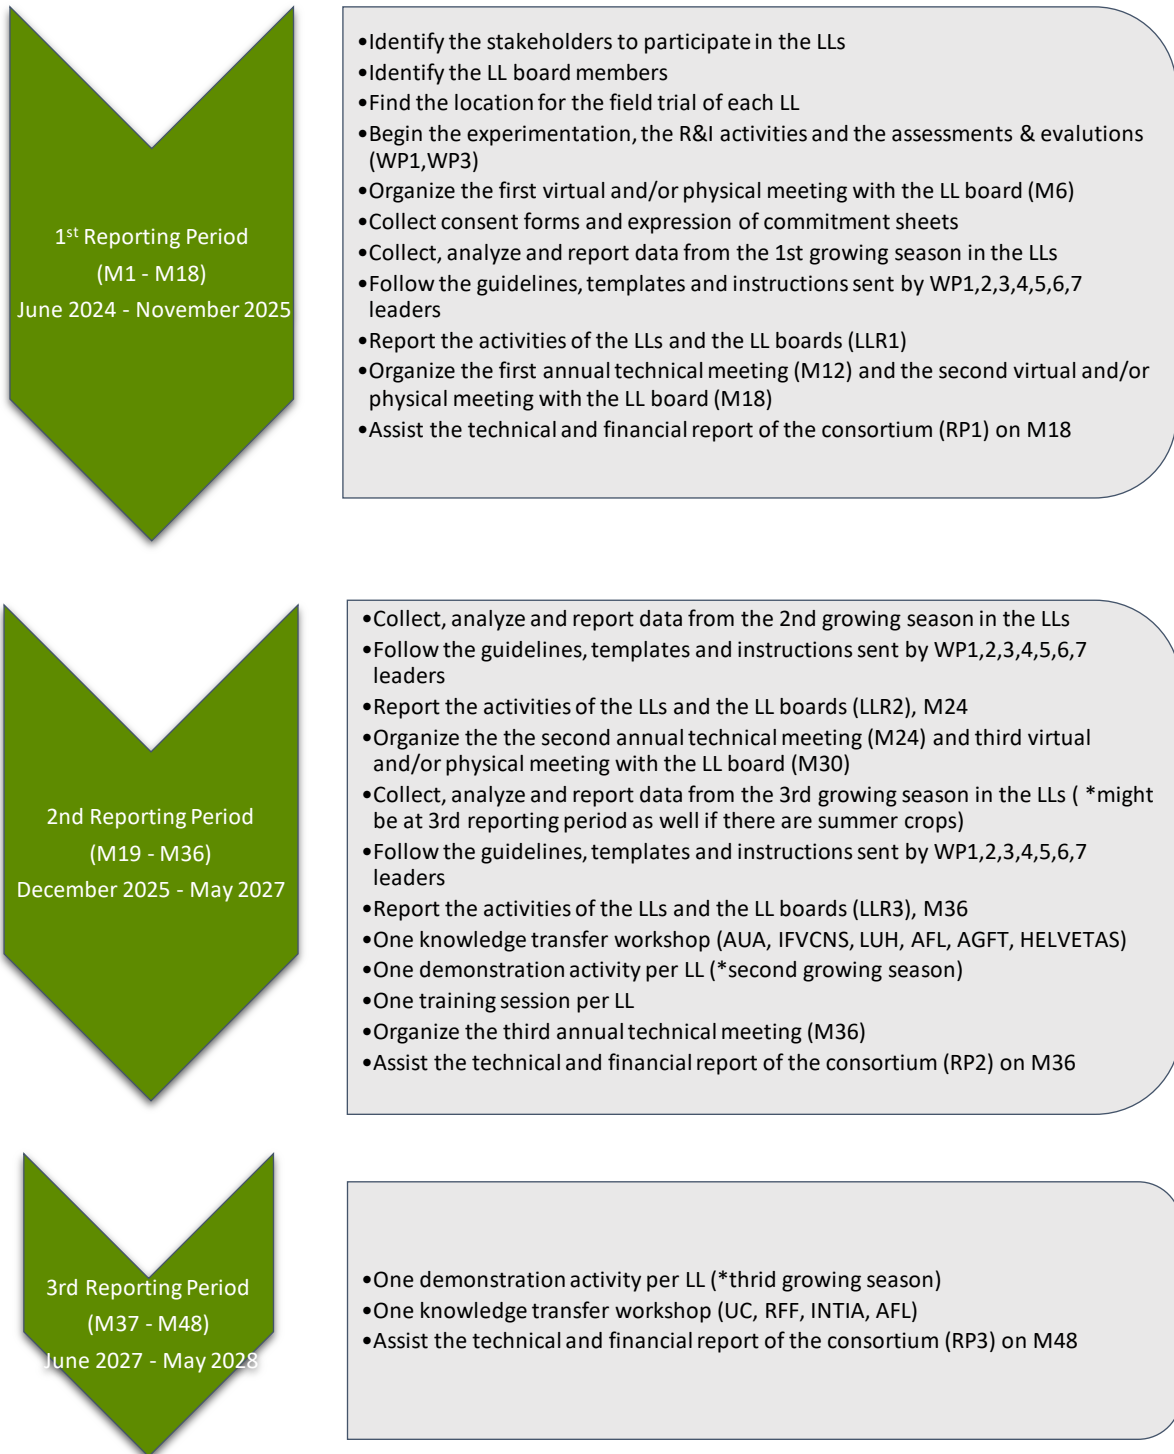 1st Reporting Period
(M1 - M18)
June 2024 - November 2025
•Identify the stakeholders to participate in the LLs
•Identify the LL board members
•Find the location for the field trial of each LL
•Begin the experimentation, the R&I activities and the assessments & evalutions
(WP1,WP3)
•Organize the first virtual and/or physical meeting with the LL board (M6)
•Collect consent forms and expression of commitment sheets
•Collect, analyze and report data from the 1st growing season in the LLs
•Follow the guidelines, templates and instructions sent by WP1,2,3,4,5,6,7
leaders
•Report the activities of the LLs and the LL boards (LLR1)
•Organize the first annual technical meeting (M12) and the second virtual and/or
physical meeting with the LL board (M18)
•Assist the technical and financial report of the consortium (RP1) on M18
2nd Reporting Period
(M19 - M36)
December 2025 - May 2027
•Collect, analyze and report data from the 2nd growing season in the LLs
•Follow the guidelines, templates and instructions sent by WP1,2,3,4,5,6,7
leaders
•Report the activities of the LLs and the LL boards (LLR2), M24
•Organize the the second annual technical meeting (M24) and third virtual
and/or physical meeting with the LL board (M30)
•Collect, analyze and report data from the 3rd growing season in the LLs ( *might
be at 3rd reporting period as well if there are summer crops)
•Follow the guidelines, templates and instructions sent by WP1,2,3,4,5,6,7
leaders
•Report the activities of the LLs and the LL boards (LLR3), M36
•One knowledge transfer workshop (AUA, IFVCNS, LUH, AFL, AGFT, HELVETAS)
•One demonstration activity per LL (*second growing season)
•One training session per LL
•Organize the third annual technical meeting (M36)
•Assist the technical and financial report of the consortium (RP2) on M36
3rd Reporting Period
(M37 - M48)
June 2027 - May 2028
•One demonstration activity per LL (*thrid growing season)
•One knowledge transfer workshop (UC, RFF, INTIA, AFL)
•Assist the technical and financial report of the consortium (RP3) on M48